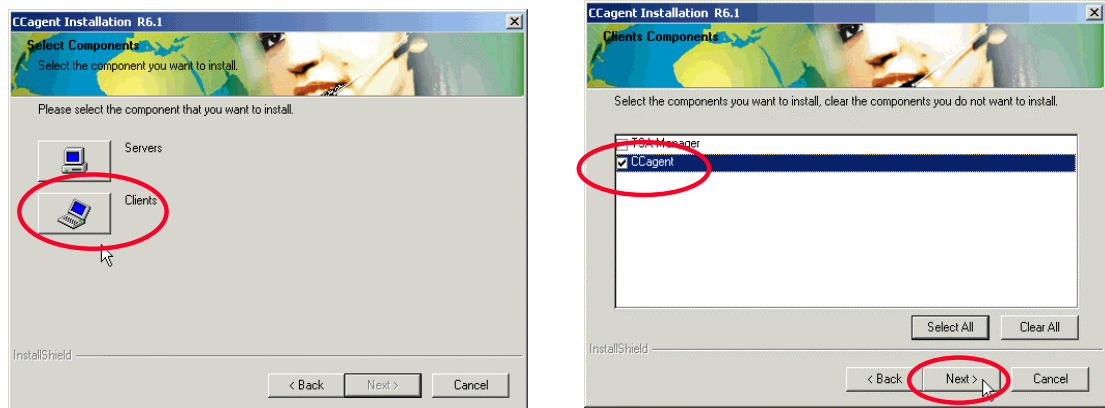 CCagent Installation R6.1
Select Components
Select the component you want to install.
Please select the component that you want to install.
Servers
Clients
InstallShield
< Back
Next >
Cancel
CCagent Installation R6.1
Clients Components
Select the components you want to install, clear the components you do not want to install.
TSA Manager
CCagent
Select All
Clear All
InstallShield
< Back
Next >
Cancel